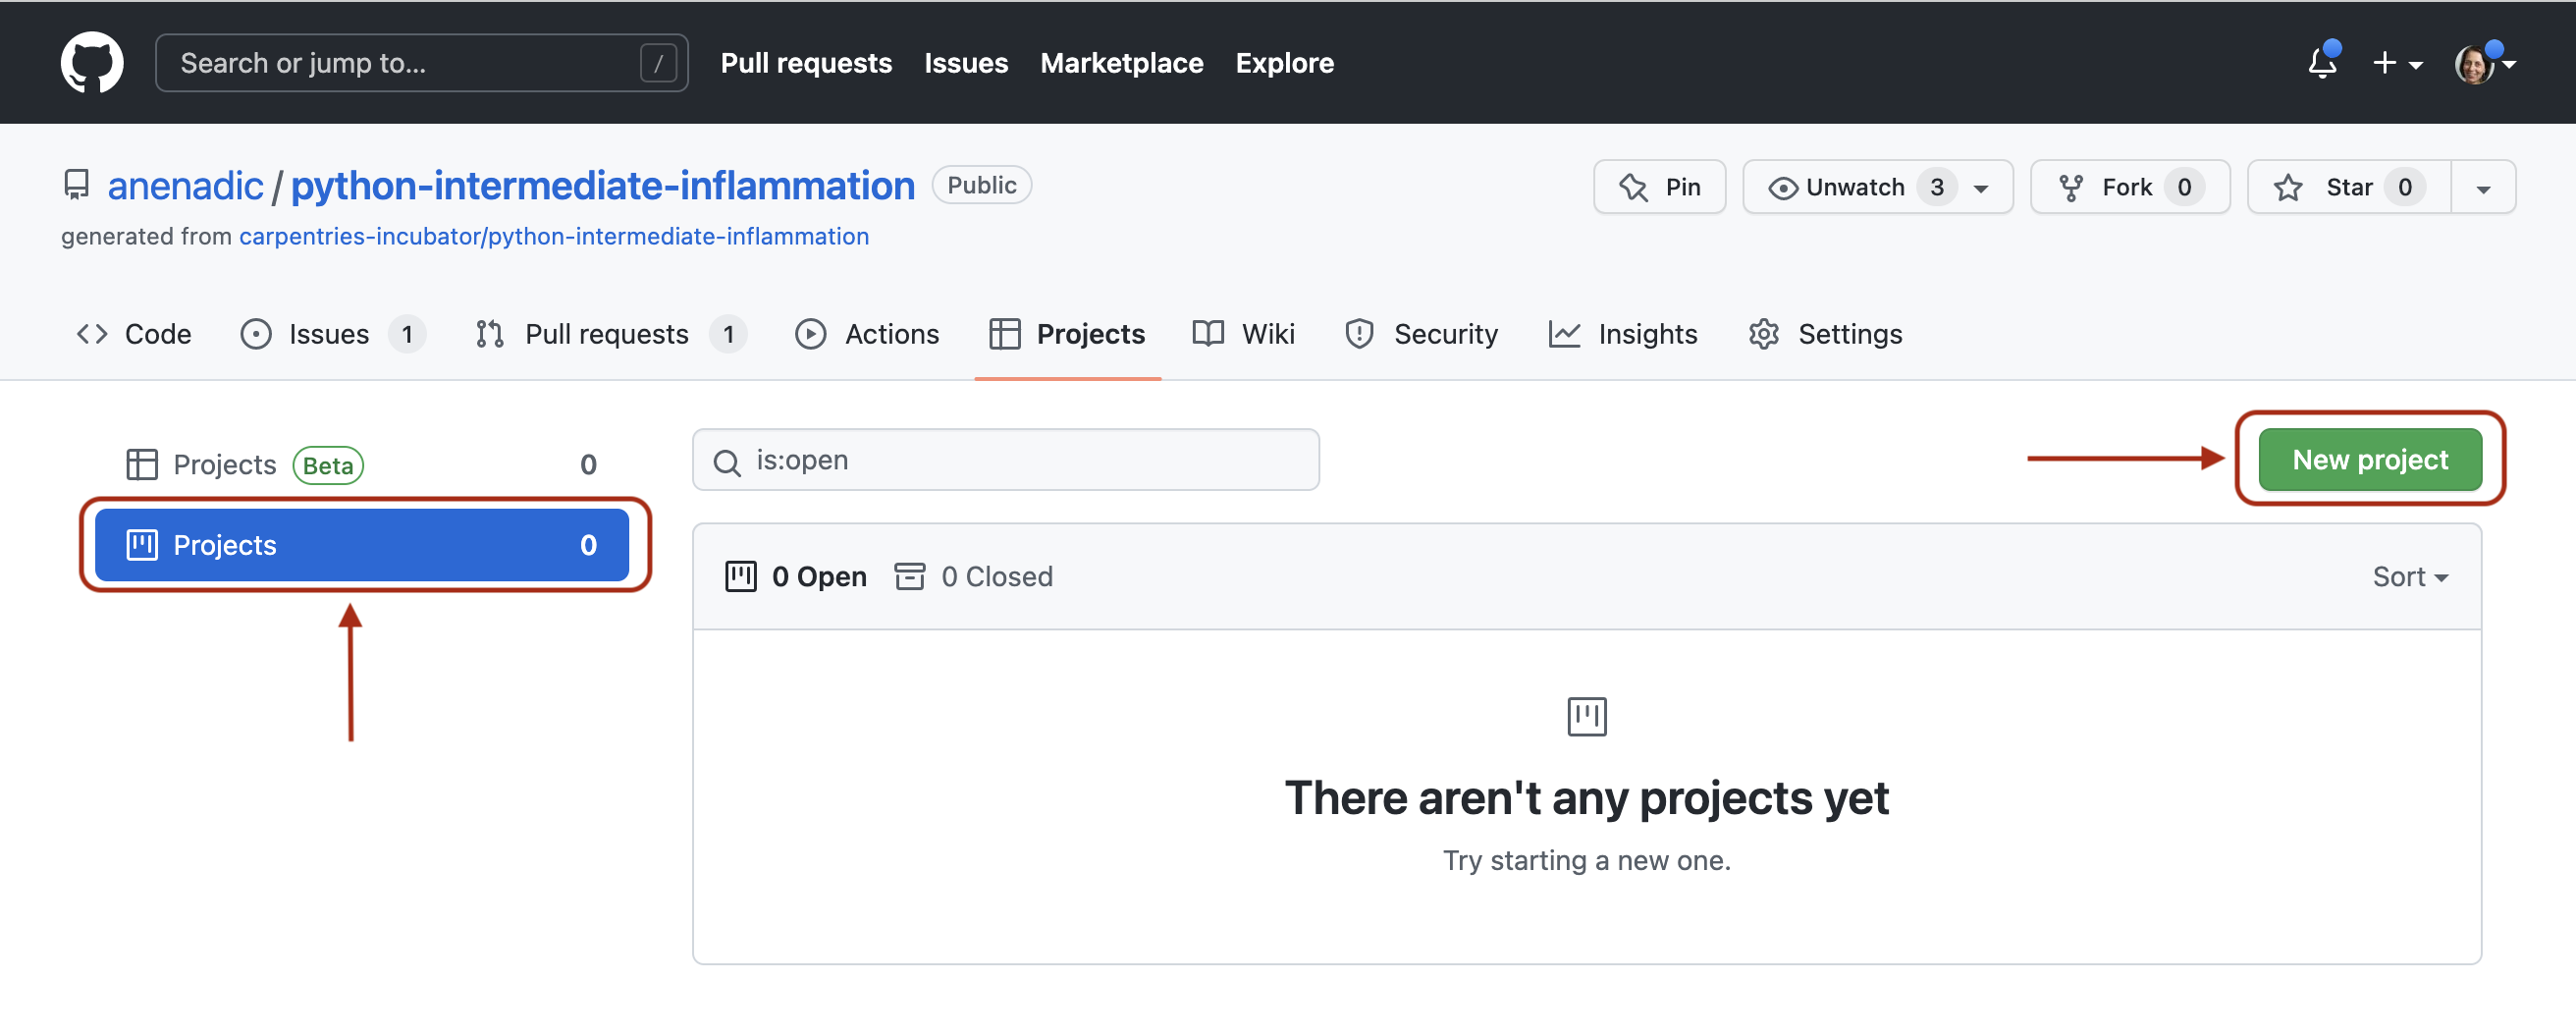 Search or jump to... / Pull requests Issues Marketplace Explore
anenadic / python-intermediate-inflammation Public
Pin Unwatch 3 Fork 0 Star 0
generated from carpentries-incubator/python-intermediate-inflammation
Code Issues 1 Pull requests 1 Actions Projects Wiki Security Insights Settings
Projects Beta 0
is:open
New project
Projects 0
0 Open 0 Closed Sort
There aren't any projects yet
Try starting a new one.